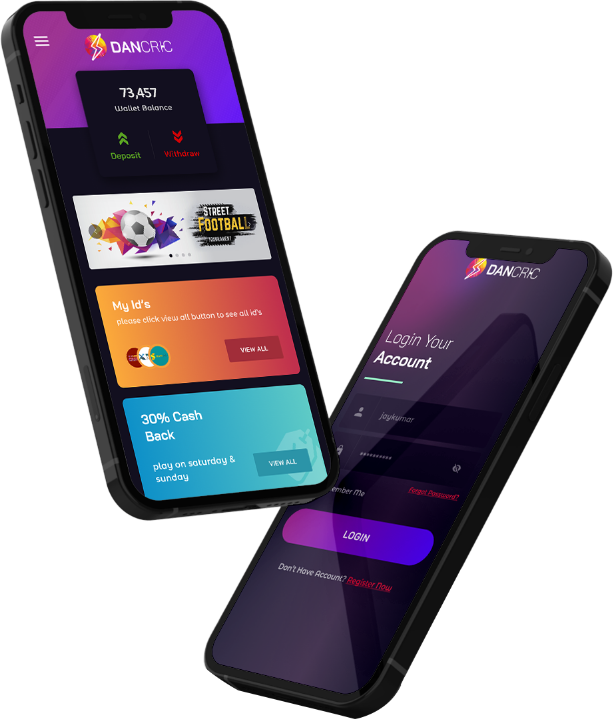 DANCRIC
73,457
Wallet Balance
Deposit
Withdraw
STREET
FOOTBALL
TOURNAMENT
My Id's
please click view all button to see all id's
VIEW ALL
30% Cash
Back
play on saturday &
sunday
VIEW ALL
DANCRIC
Login Your
Account
jaykumar
**********
ember Me
Forgot Password?
LOGIN
Don't Have Account? Register Now